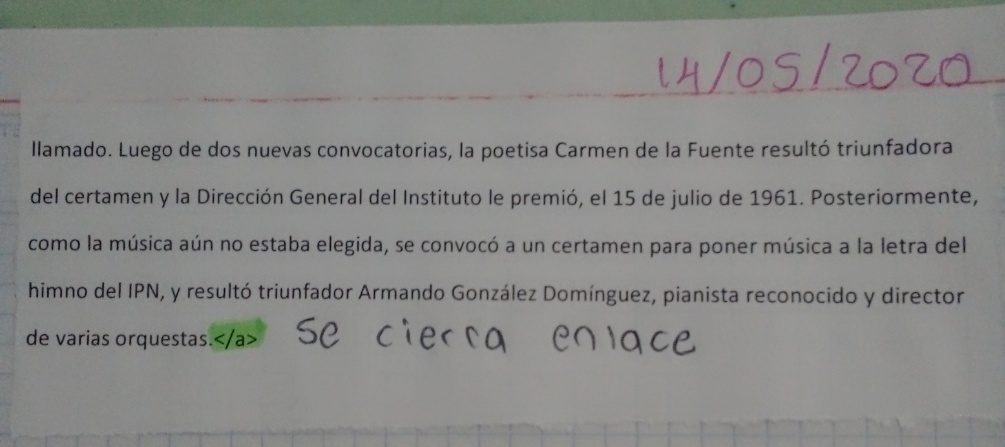 14/05/2020
llamado. Luego de dos nuevas convocatorias, la poetisa Carmen de la Fuente resultó triunfadora
del certamen y la Dirección General del Instituto le premió, el 15 de julio de 1961. Posteriormente,
como la música aún no estaba elegida, se convocó a un certamen para poner música a la letra del
himno del IPN, y resultó triunfador Armando González Domínguez, pianista reconocido y director
de varias orquestas.</a> Se cierra enlace